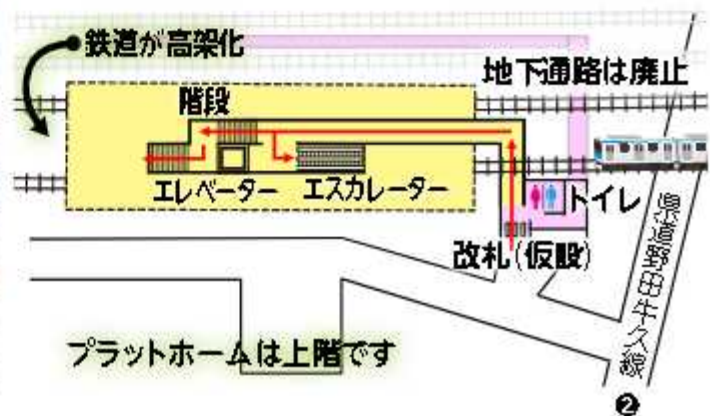 鉄道が高架化
地下通路は廃止
階段
エレベーター
エスカレーター
トイレ
改札(仮設)
県道野田牛久線
プラットホームは上階です
❷